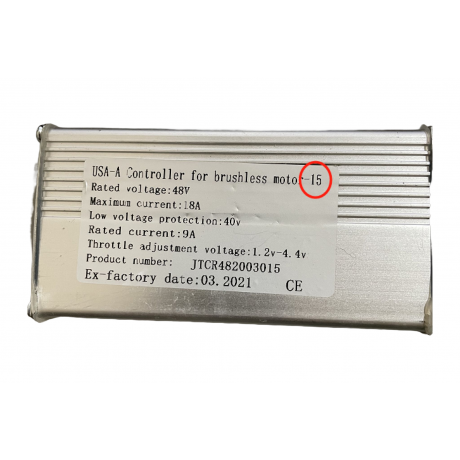 USA-A Controller for brushless motor-I5
Rated voltage:48V
Maximum current:18A
Low voltage protection:40v
Rated current:9A
Throttle adjustment voltage:1.2v-4.4v
Product number: JTCR482003015
Ex-factory date:03.2021 CE